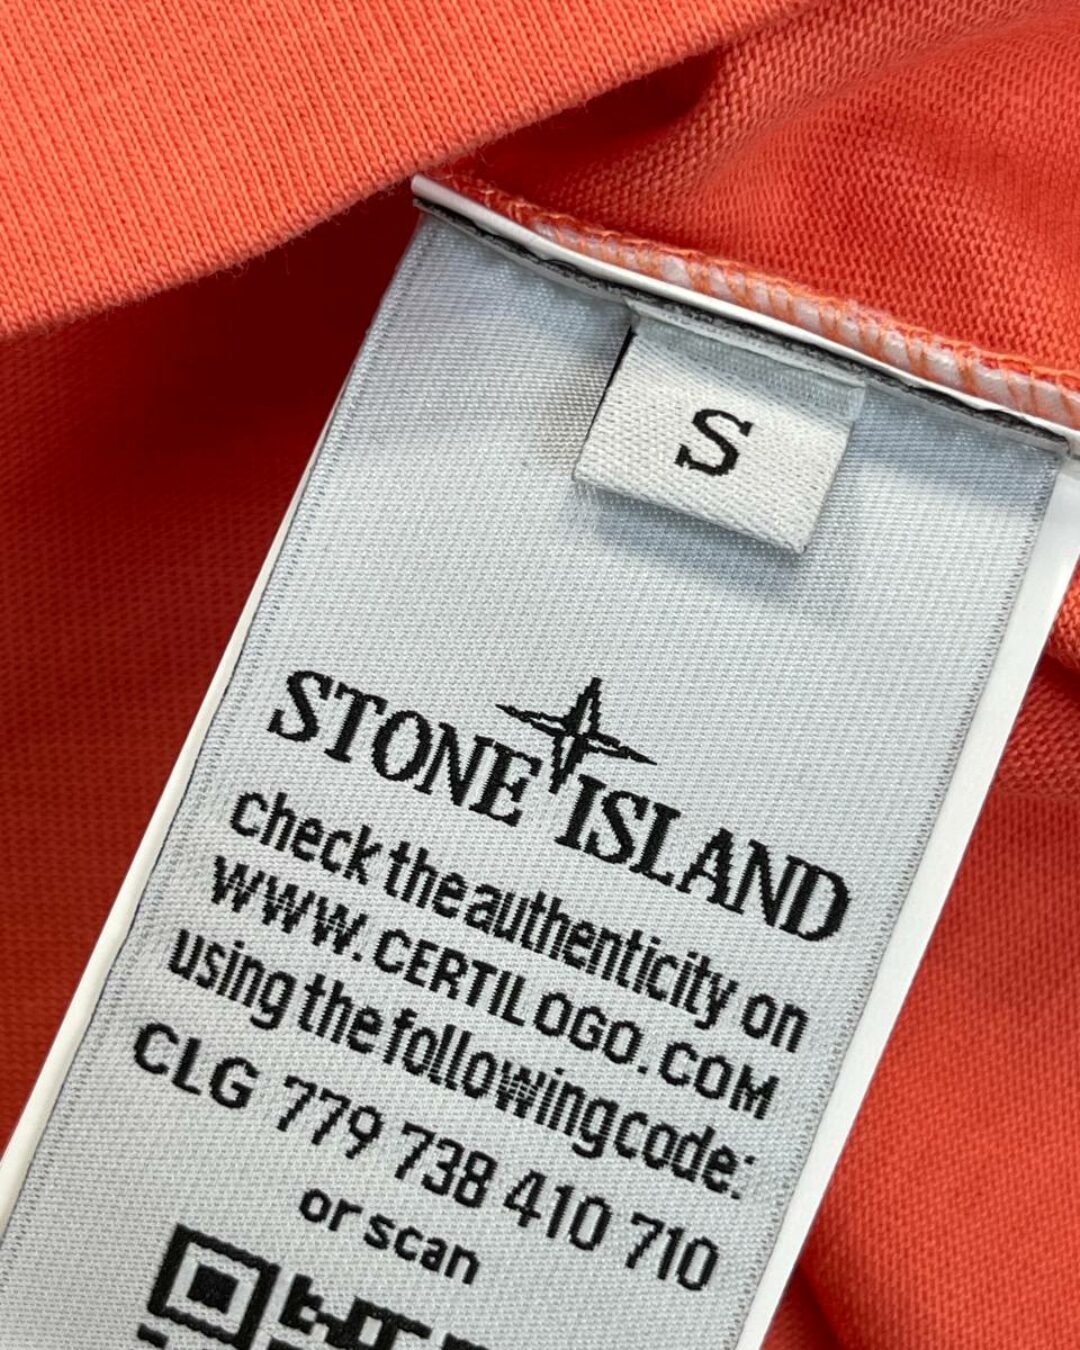 S
STONE ISLAND
check the authenticity on
WWW.CERTILOGO.COM
using the following code:
CLG 779 738 410 710
or scan